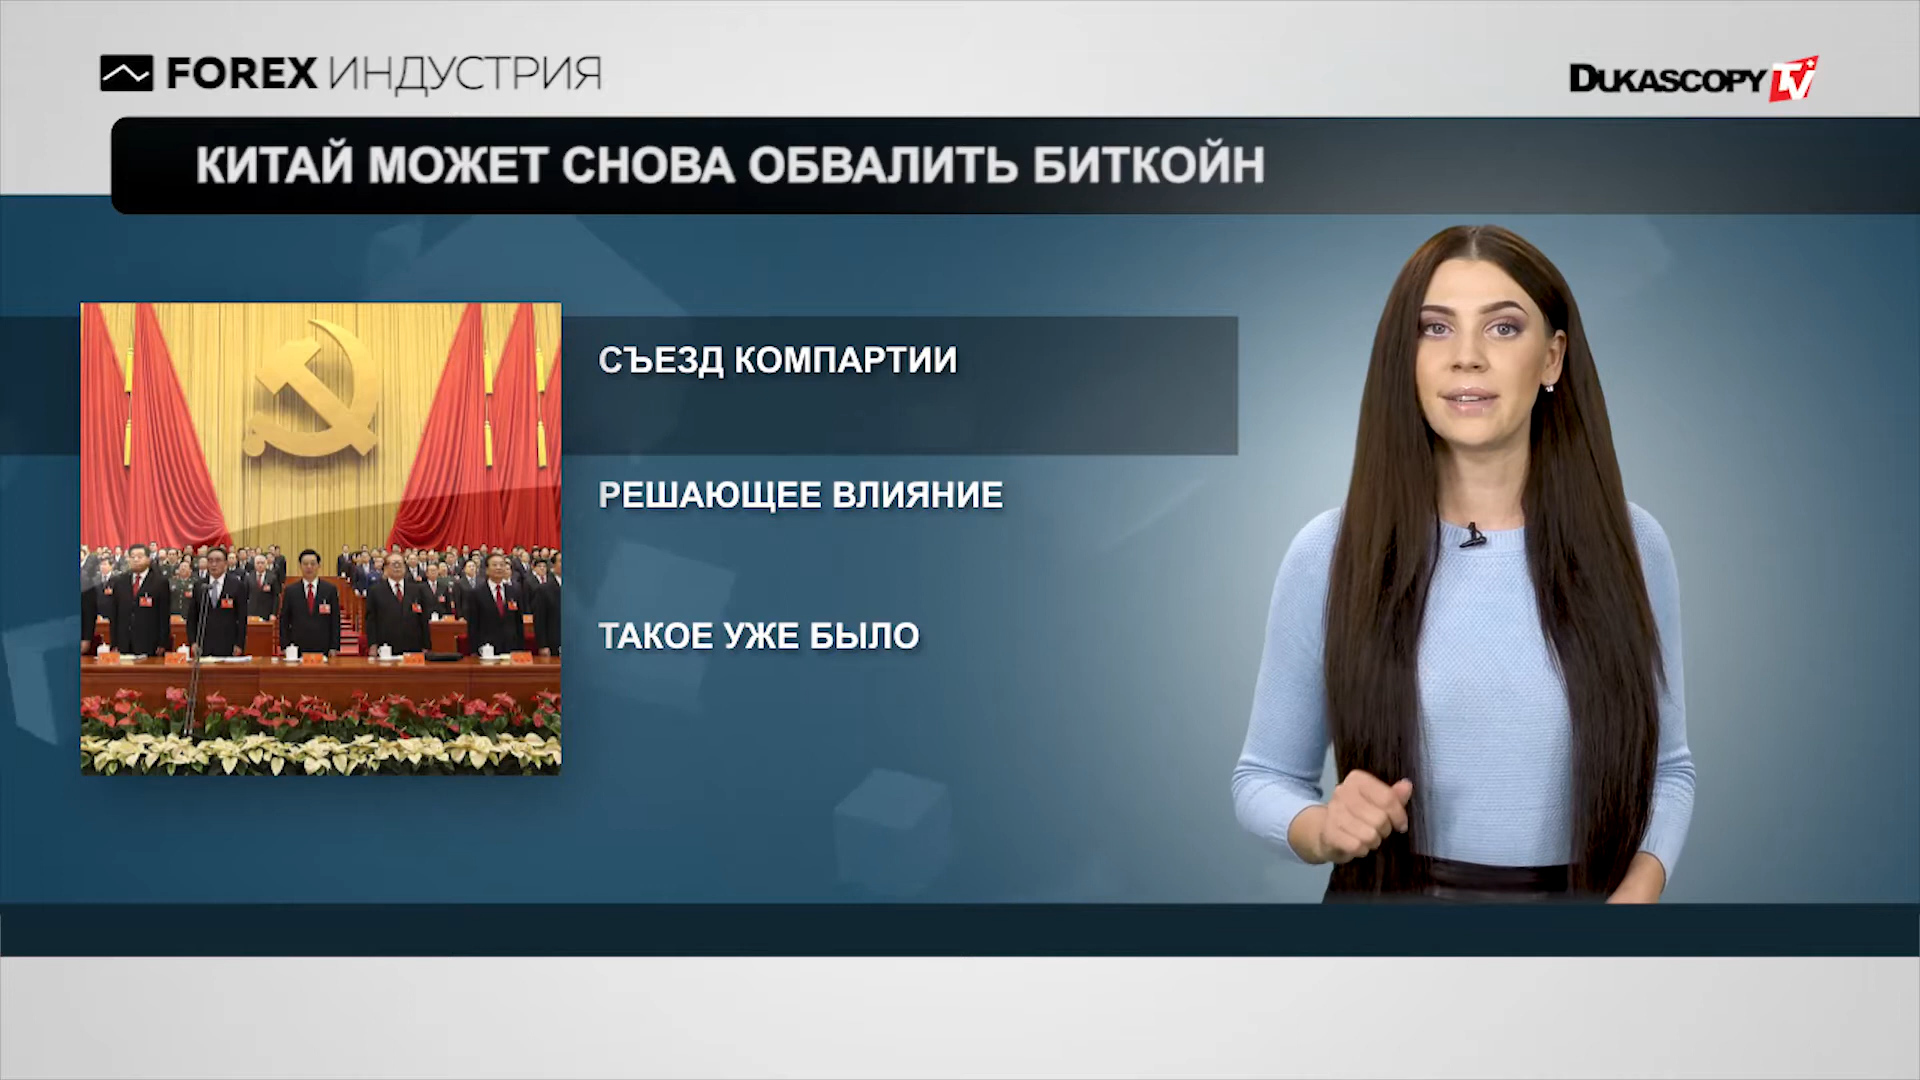 FOREX ИНДУСТРИЯ
DUKASCOPY TV
КИТАЙ МОЖЕТ СНОВА ОБВАЛИТЬ БИТКОЙН
СЪЕЗД КОМПАРТИИ
РЕШАЮЩЕЕ ВЛИЯНИЕ
ТАКОЕ УЖЕ БЫЛО